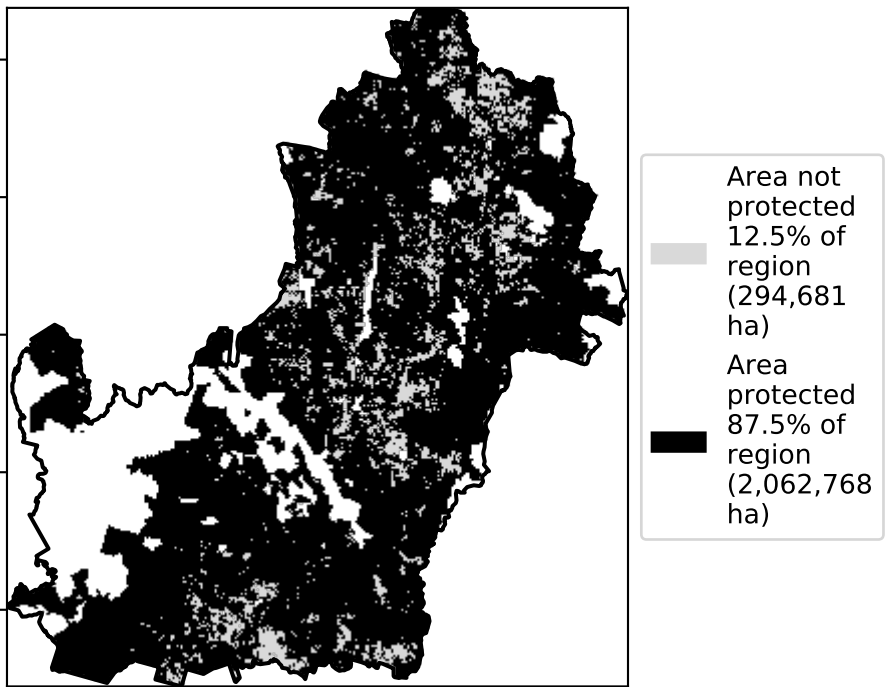 Area not
protected
12.5% of
region
(294,681
ha)
Area
protected
87.5% of
region
(2,062,768
ha)